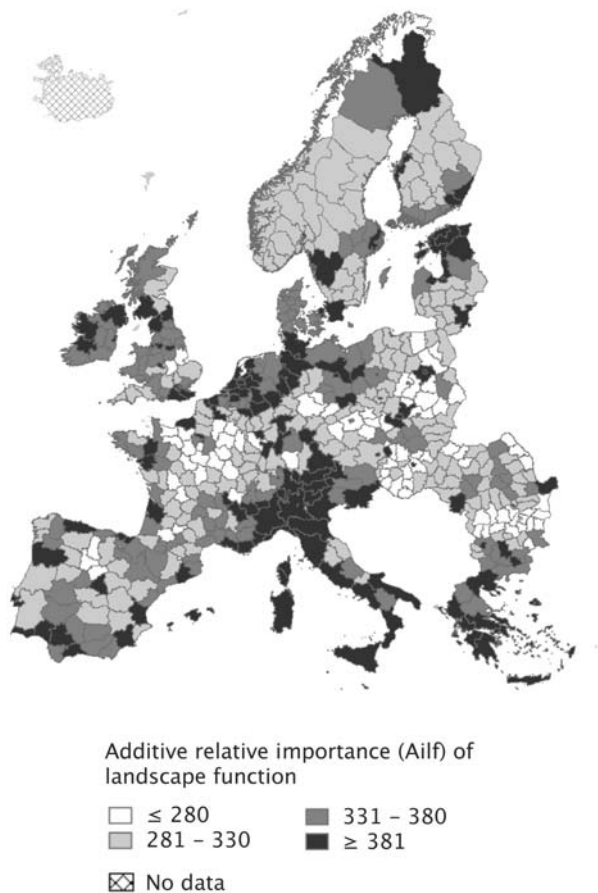 Additive relative importance (Ailf) of
landscape function
≤ 280
331 – 380
281 – 330
≥ 381
No data